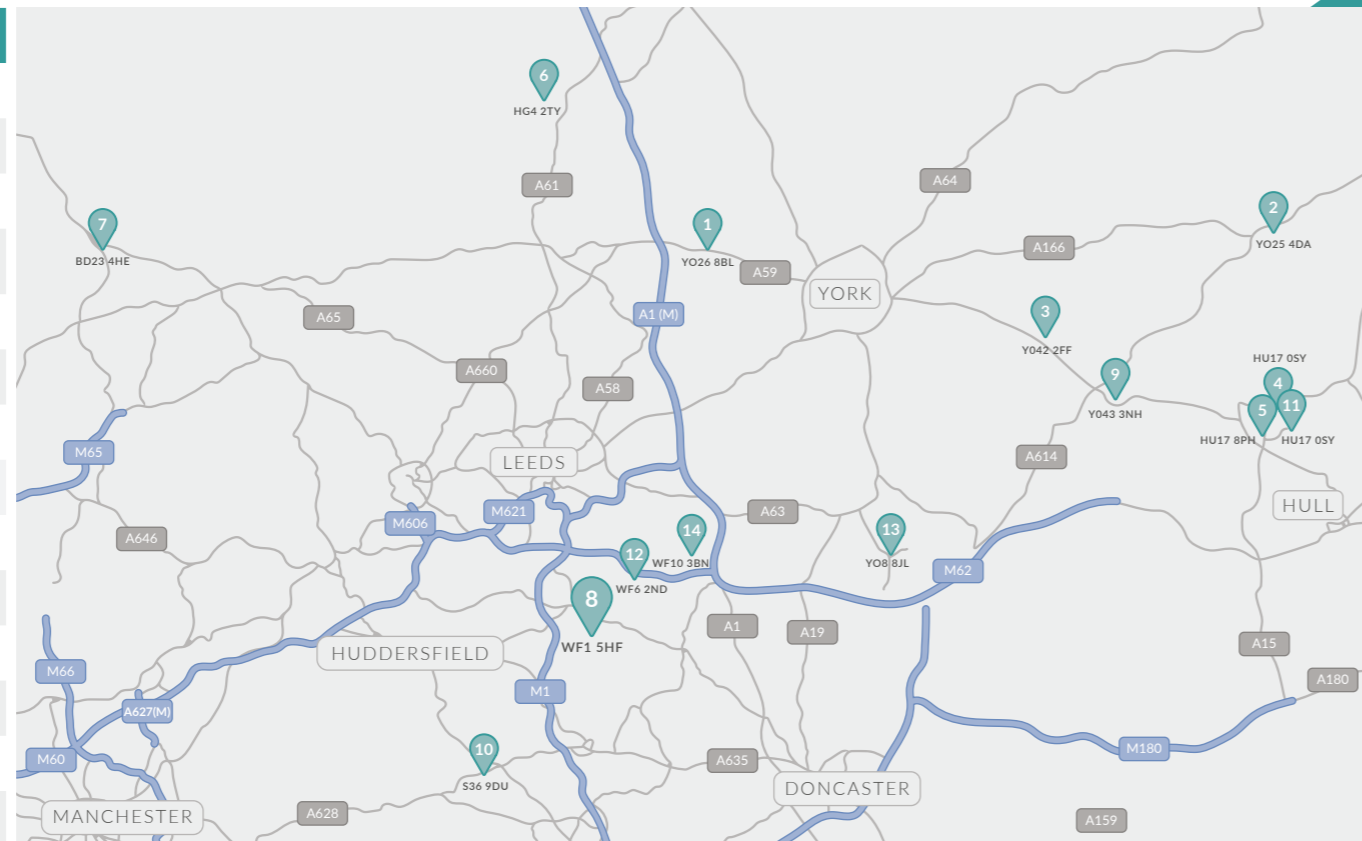 6
HG4 2TY
A61
A64
7
BD23 4HE
1
YO26 8BL
A59
A166
2
YO25 4DA
YORK
A65
A1 (M)
3
Y042 2FF
A660
A58
9
Y043 3NH
HU17 0SY
4
5
11
HU17 8PH
HU17 0SY
M65
LEEDS
A614
HULL
M606
M621
A63
A646
12
WF6 2ND
14
WF10 3BN
13
YO8 8JL
M62
8
WF1 5HF
A1
A19
HUDDERSFIELD
A15
M66
M1
A180
A627(M)
M60
10
S36 9DU
A635
M180
DONCASTER
MANCHESTER
A628
A159